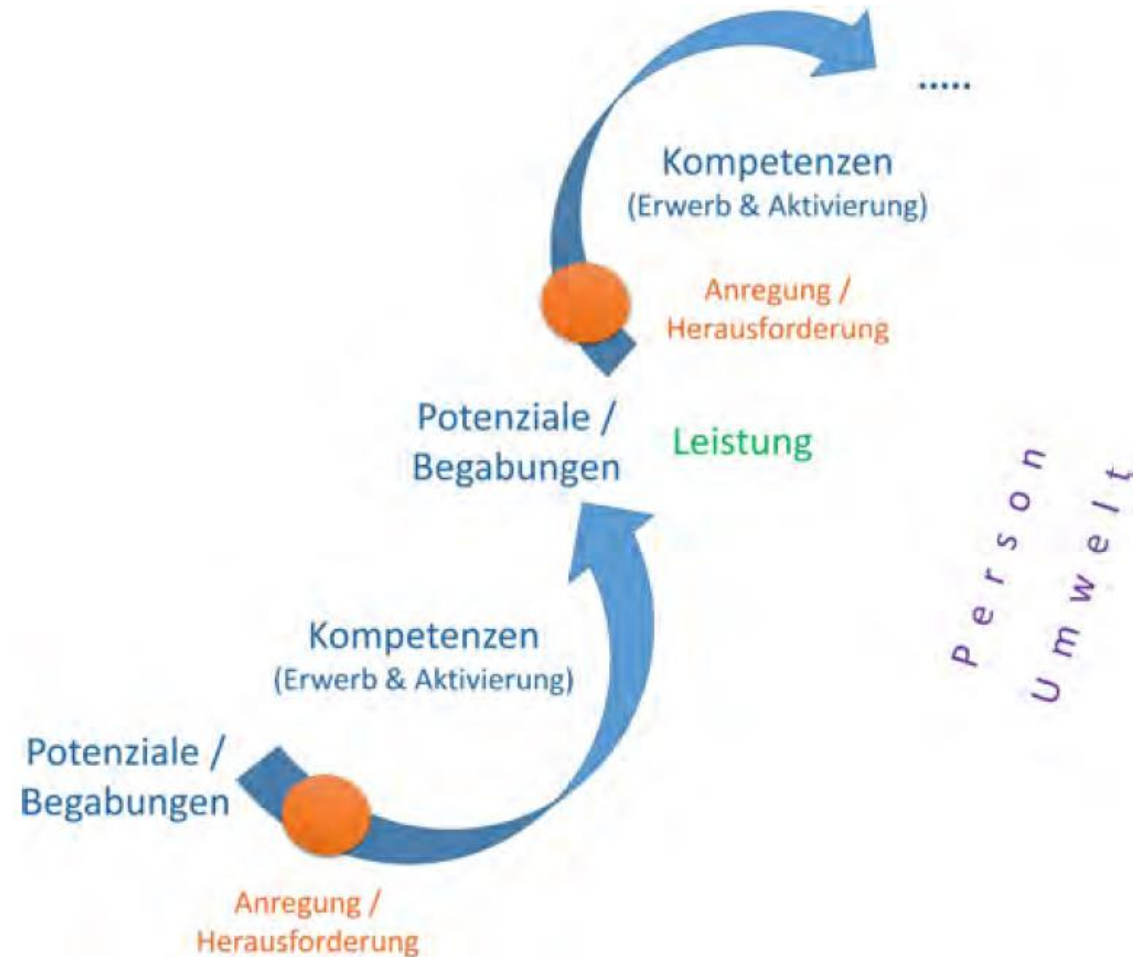 .....
Kompetenzen
(Erwerb & Aktivierung)
Anregung /
Herausforderung
Potenziale /
Begabungen
Leistung
Person
Umwelt
Kompetenzen
(Erwerb & Aktivierung)
Potenziale /
Begabungen
Anregung /
Herausforderung